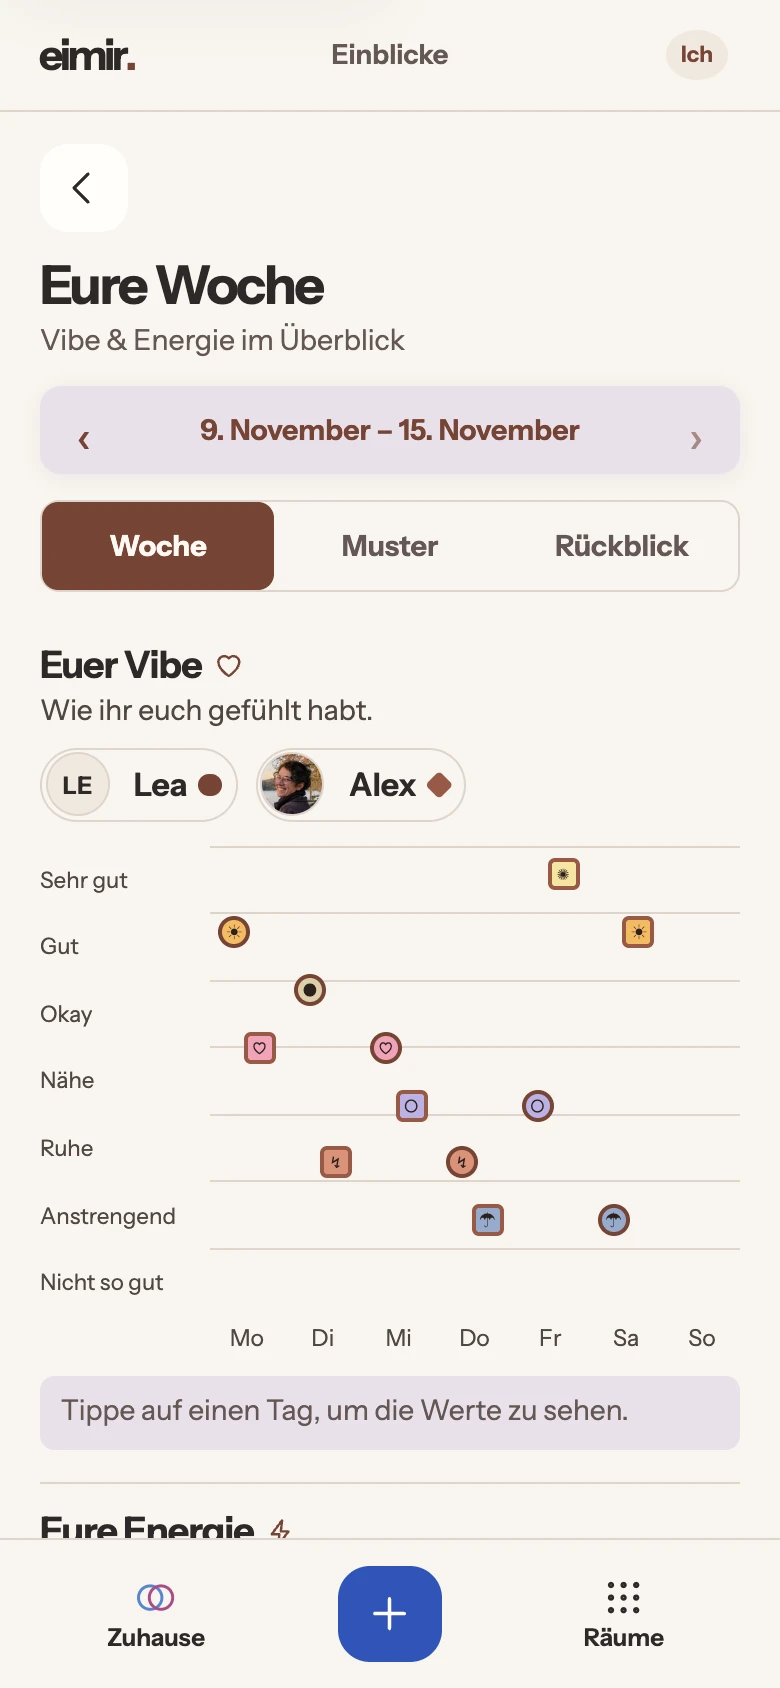 eimir.
Einblicke
Ich
Eure Woche
Vibe & Energie im Überblick
9. November – 15. November
Woche
Muster
Rückblick
Euer Vibe
Wie ihr euch gefühlt habt.
LE
Lea
Alex
Sehr gut
Gut
Okay
Nähe
Ruhe
Anstrengend
Nicht so gut
Mo Di Mi Do Fr Sa So
Tippe auf einen Tag, um die Werte zu sehen.
Eure Energie
Zuhause
Räume